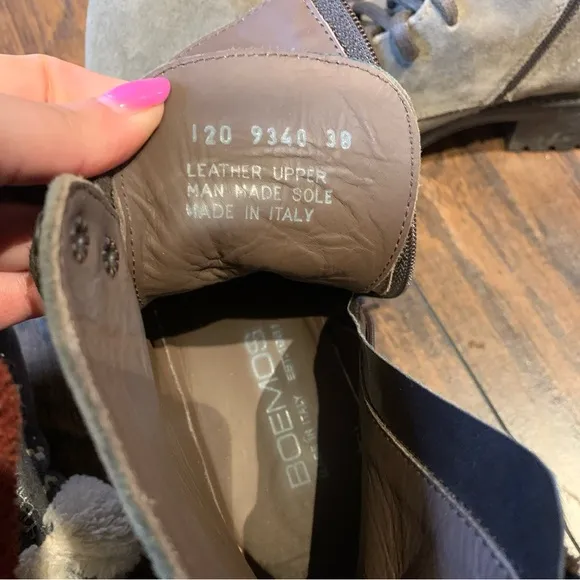 120 9340 38
LEATHER UPPER
MAN MADE SOLE
MADE IN ITALY
BOEMOS